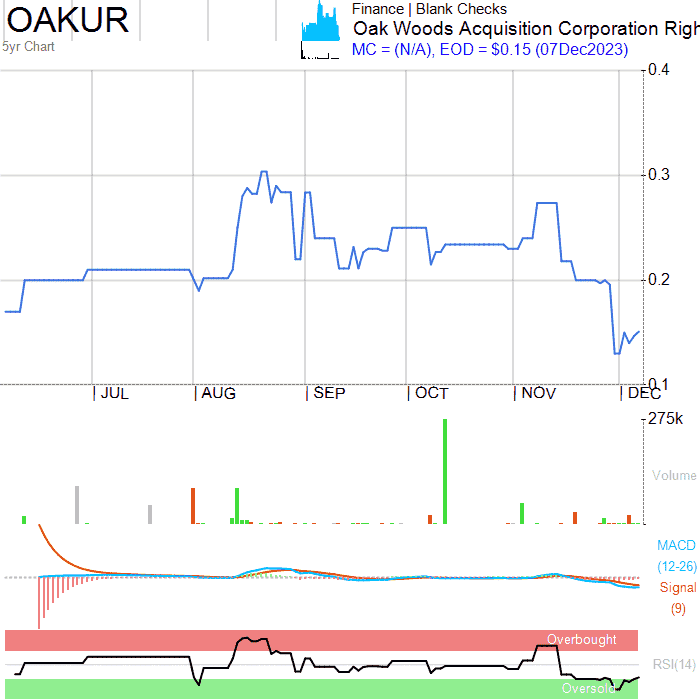 OAKUR
5yr Chart
Finance | Blank Checks
Oak Woods Acquisition Corporation Righ
MC = (N/A), EOD = $0.15 (07Dec2023)
0.4
0.3
0.2
0.1
JUL AUG SEP OCT NOV DEC
275k
Volume
MACD
(12-26)
Signal
(9)
Overbought
RSI(14)
Oversold